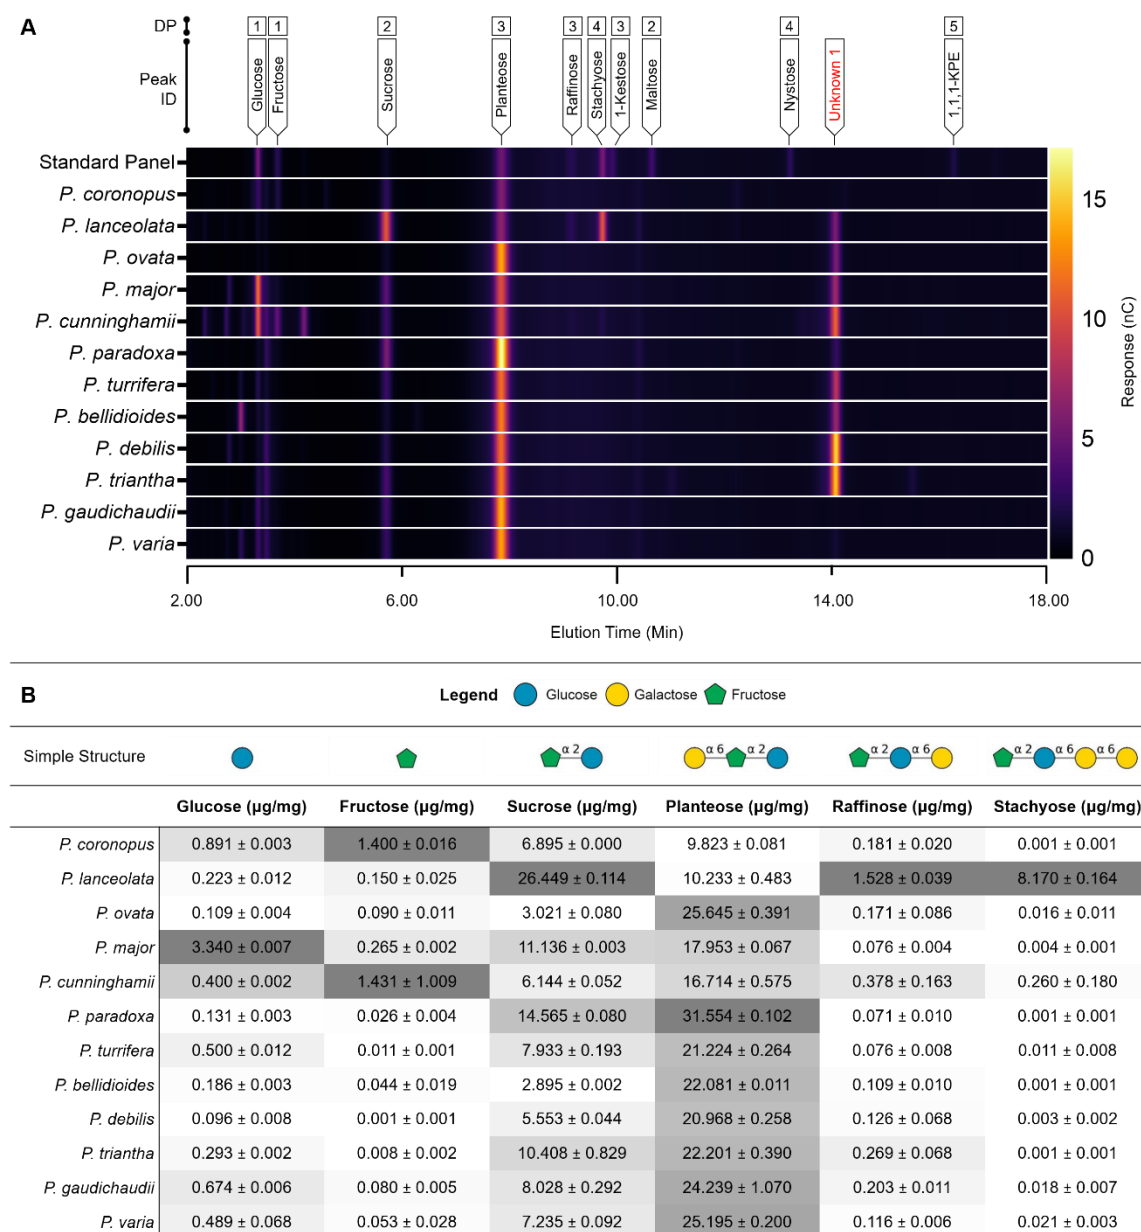 A
DP
1 1 2 3 3 4 3 2 4 5
Peak
ID
Glucose
Fructose
Sucrose
Planteose
Raffinose
Stachyose
1-Kestose
Maltose
Nystose
Unknown 1
1,1,1-KPE
Standard Panel
P. coronopus
P. lanceolata
P. ovata
P. major
P. cunninghamii
P. paradoxa
P. turrifera
P. bellidioides
P. debilis
P. triantha
P. gaudichaudii
P. varia
15
10
5
0
Response (nC)
2.00 6.00 10.00 14.00 18.00
Elution Time (Min)
B
Legend Glucose Galactose Fructose
Simple Structure α 2 α 6 α 2 α 2 α 6 α 2 α 6 α 6
Glucose (µg/mg) Fructose (µg/mg) Sucrose (µg/mg) Planteose (µg/mg) Raffinose (µg/mg) Stachyose (µg/mg)
P. coronopus 0.891 ± 0.003 1.400 ± 0.016 6.895 ± 0.000 9.823 ± 0.081 0.181 ± 0.020 0.001 ± 0.001
P. lanceolata 0.223 ± 0.012 0.150 ± 0.025 26.449 ± 0.114 10.233 ± 0.483 1.528 ± 0.039 8.170 ± 0.164
P. ovata 0.109 ± 0.004 0.090 ± 0.011 3.021 ± 0.080 25.645 ± 0.391 0.171 ± 0.086 0.016 ± 0.011
P. major 3.340 ± 0.007 0.265 ± 0.002 11.136 ± 0.003 17.953 ± 0.067 0.076 ± 0.004 0.004 ± 0.001
P. cunninghamii 0.400 ± 0.002 1.431 ± 1.009 6.144 ± 0.052 16.714 ± 0.575 0.378 ± 0.163 0.260 ± 0.180
P. paradoxa 0.131 ± 0.003 0.026 ± 0.004 14.565 ± 0.080 31.554 ± 0.102 0.071 ± 0.010 0.001 ± 0.001
P. turrifera 0.500 ± 0.012 0.011 ± 0.001 7.933 ± 0.193 21.224 ± 0.264 0.076 ± 0.008 0.011 ± 0.008
P. bellidioides 0.186 ± 0.003 0.044 ± 0.019 2.895 ± 0.002 22.081 ± 0.011 0.109 ± 0.010 0.001 ± 0.001
P. debilis 0.096 ± 0.008 0.001 ± 0.001 5.553 ± 0.044 20.968 ± 0.258 0.126 ± 0.068 0.003 ± 0.002
P. triantha 0.293 ± 0.002 0.008 ± 0.002 10.408 ± 0.829 22.201 ± 0.390 0.269 ± 0.068 0.001 ± 0.001
P. gaudichaudii 0.674 ± 0.006 0.080 ± 0.005 8.028 ± 0.292 24.239 ± 1.070 0.203 ± 0.011 0.018 ± 0.007
P. varia 0.489 ± 0.068 0.053 ± 0.028 7.235 ± 0.092 25.195 ± 0.200 0.116 ± 0.006 0.021 ± 0.003